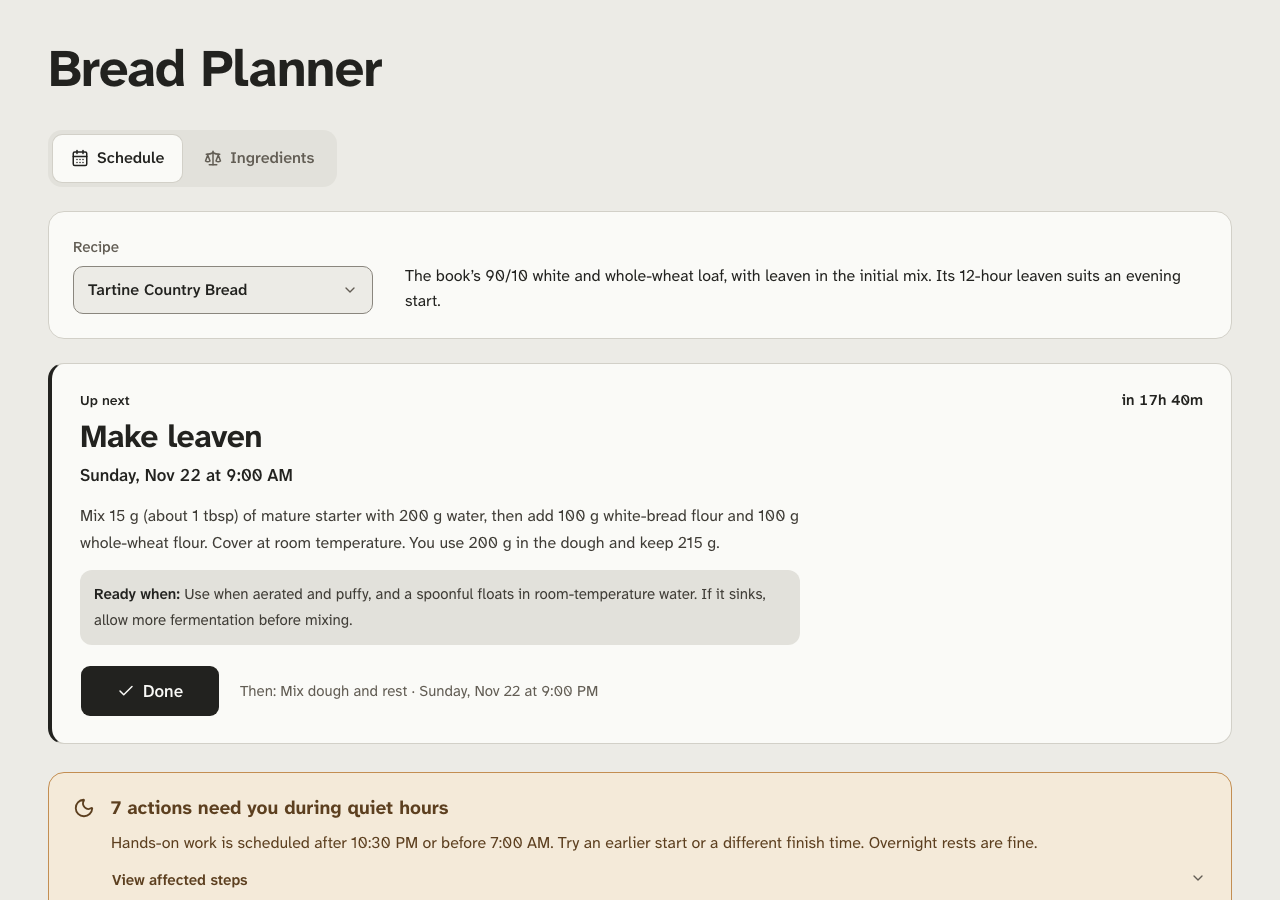 Bread Planner
Schedule
Ingredients
Recipe
Tartine Country Bread
The book’s 90/10 white and whole-wheat loaf, with leaven in the initial mix. Its 12-hour leaven suits an evening
start.
Up next
in 17h 40m
Make leaven
Sunday, Nov 22 at 9:00 AM
Mix 15 g (about 1 tbsp) of mature starter with 200 g water, then add 100 g white-bread flour and 100 g
whole-wheat flour. Cover at room temperature. You use 200 g in the dough and keep 215 g.
Ready when: Use when aerated and puffy, and a spoonful floats in room-temperature water. If it sinks,
allow more fermentation before mixing.
Done
Then: Mix dough and rest · Sunday, Nov 22 at 9:00 PM
7 actions need you during quiet hours
Hands-on work is scheduled after 10:30 PM or before 7:00 AM. Try an earlier start or a different finish time. Overnight rests are fine.
View affected steps